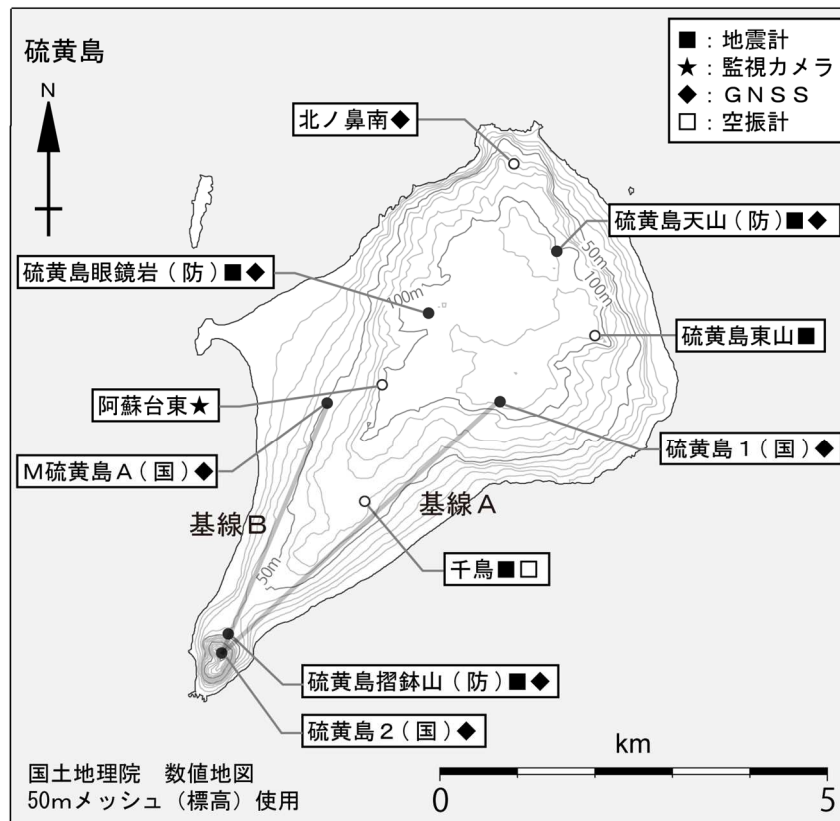 硫黄島
N
■：地震計
★：監視カメラ
◆：ＧＮＳＳ
□：空振計
北ノ鼻南◆
硫黄島天山（防）■◆
50m
100m
硫黄島眼鏡岩（防）■◆
100m
硫黄島東山■
阿蘇台東★
硫黄島１（国）◆
M硫黄島A（国）◆
基線A
基線B
千鳥■□
50m
硫黄島摺鉢山（防）■◆
硫黄島２（国）◆
km
0
5
国土地理院　数値地図
50mメッシュ（標高）使用